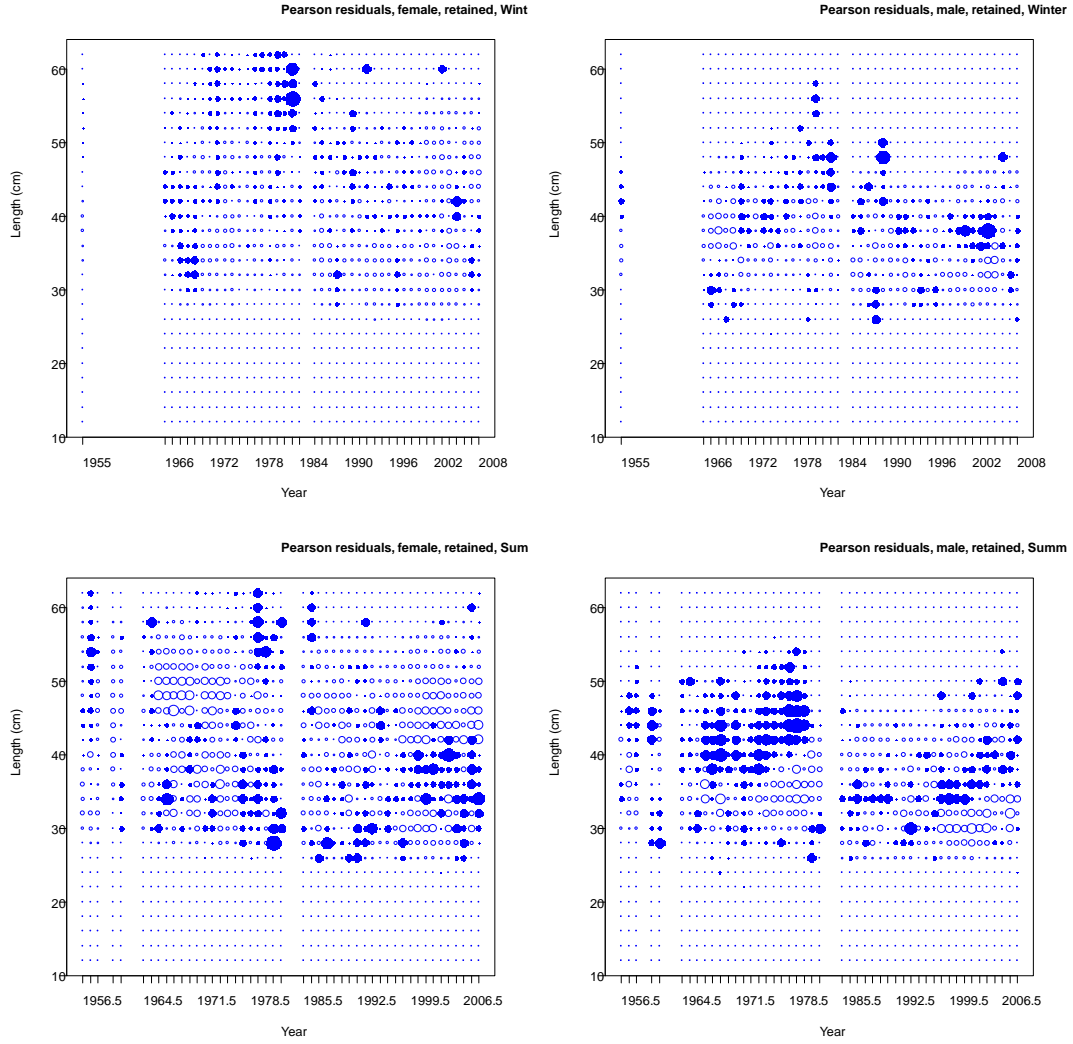 Pearson residuals, female, retained, Wint
60
50
40
30
20
10
Length (cm)
1955 1966 1972 1978 1984 1990 1996 2002 2008
Year
Pearson residuals, male, retained, Winter
60
50
40
30
20
10
Length (cm)
1955 1966 1972 1978 1984 1990 1996 2002 2008
Year
Pearson residuals, female, retained, Sum
60
50
40
30
20
10
Length (cm)
1956.5 1964.5 1971.5 1978.5 1985.5 1992.5 1999.5 2006.5
Year
Pearson residuals, male, retained, Summ
60
50
40
30
20
10
Length (cm)
1956.5 1964.5 1971.5 1978.5 1985.5 1992.5 1999.5 2006.5
Year